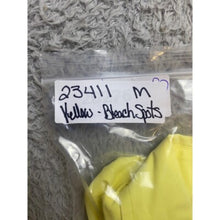 23411 M
Yellow - Bleach Spots